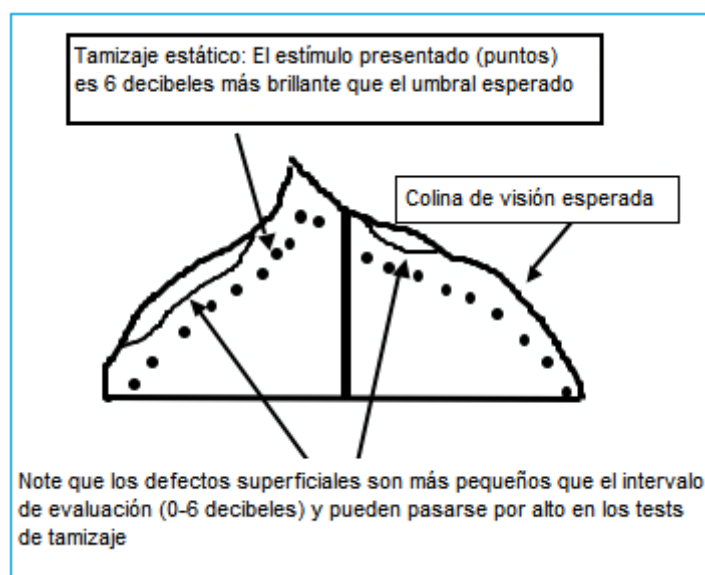 Tamizaje estático: El estímulo presentado (puntos)
es 6 decibeles más brillante que el umbral esperado
Colina de visión esperada
Note que los defectos superficiales son más pequeños que el intervalo
de evaluación (0-6 decibeles) y pueden pasarse por alto en los tests
de tamizaje